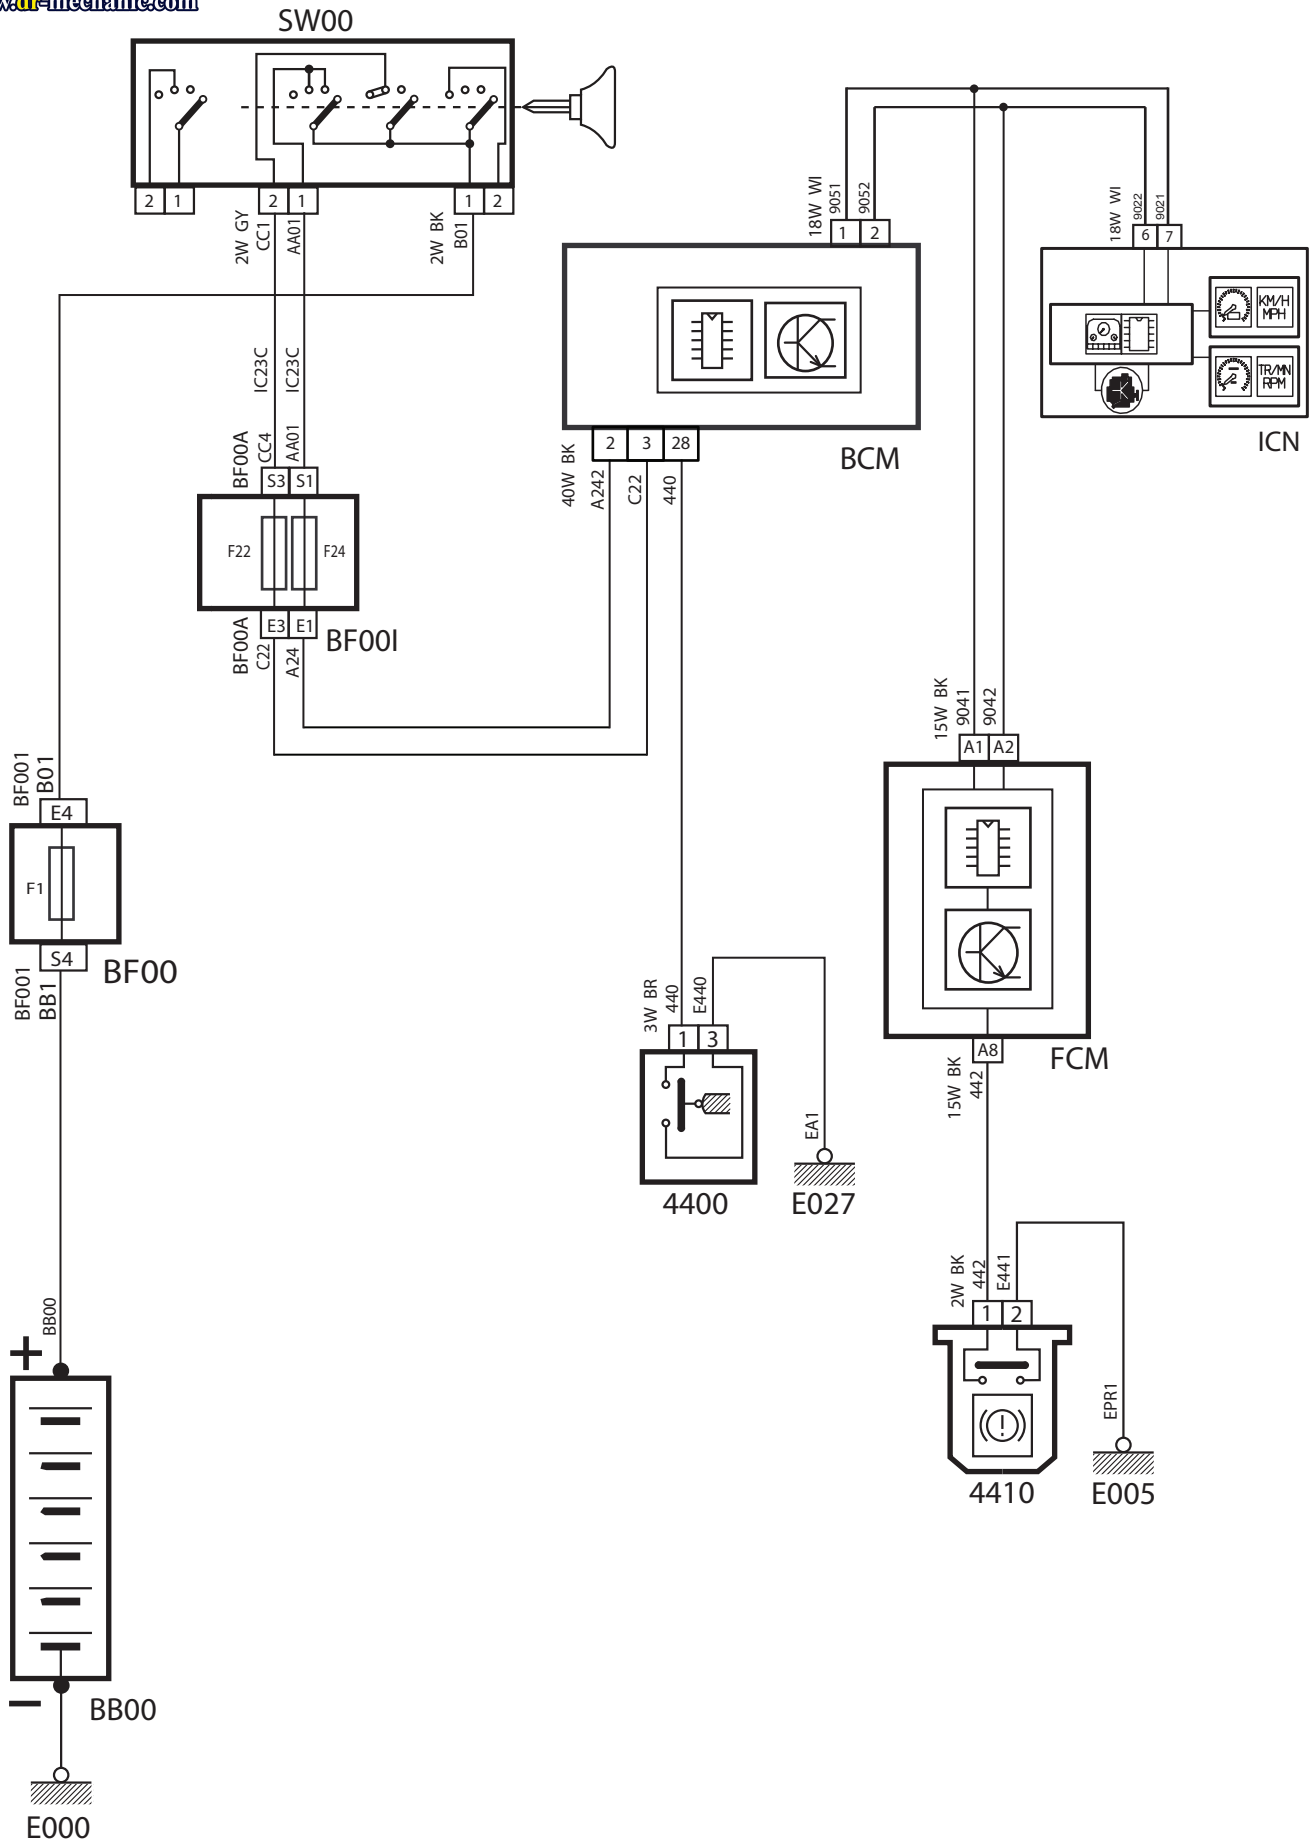 dr-mechanic.com
SW00
2 1
2 1
1 2
2W GY
CC1
AA01
2W BK
B01
18W WI
9051
9052
1 2
18W WI
9022
9021
6 7
KM/H
MPH
TR/MN
RPM
ICN
BCM
IC23C
IC23C
BF00A
CC4
AA01
S3 S1
F22
F24
E3 E1
BF00A
C22
A24
BF00I
2 3 28
40W BK
A242
C22
440
15W BK
9041
9042
A1 A2
BF001
B01
E4
F1
S4
BF00
BF001
BB1
3W BR
440
E440
1 3
4400
EA1
E027
A8
FCM
15W BK
442
2W BK
442
E441
1 2
4410
EPR1
E005
BB00
+
−
BB00
E000